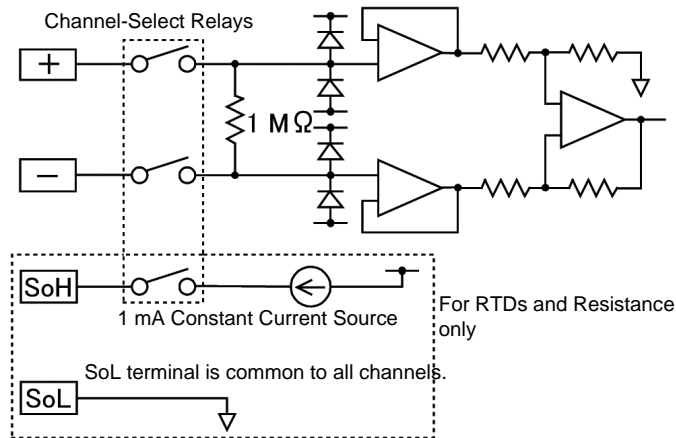 Channel-Select Relays
+
1 MΩ
−
SoH
1 mA Constant Current Source
For RTDs and Resistance
only
SoL terminal is common to all channels.
SoL